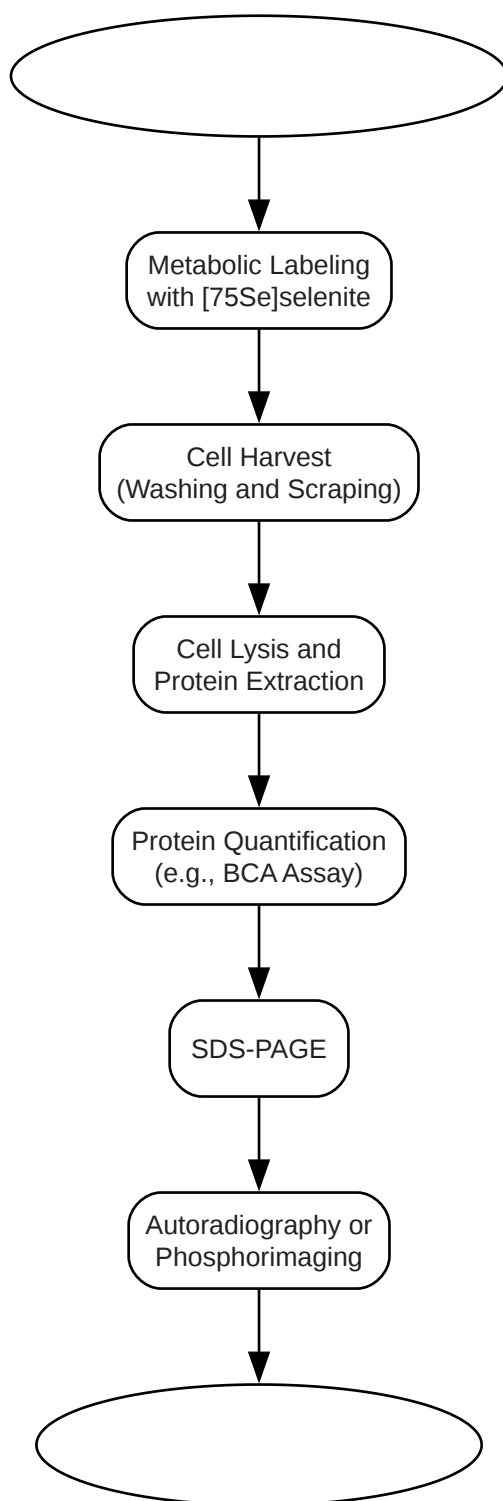 Metabolic Labeling
with [75Se]selenite
Cell Harvest
(Washing and Scraping)
Cell Lysis and
Protein Extraction
Protein Quantification
(e.g., BCA Assay)
SDS-PAGE
Autoradiography or
Phosphorimaging